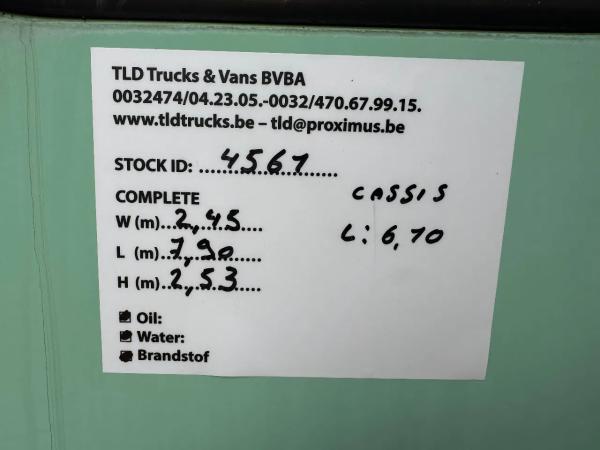 TLD Trucks & Vans BVBA
0032474/04.23.05.-0032/470.67.99.15.
www.tldtrucks.be – tld@proximus.be
STOCK ID: 4567
COMPLETE CASSIS
W (m)..2,45.... L: 6,70
L (m)..7,90....
H (m)..2,53....
Oil:
Water:
Brandstof